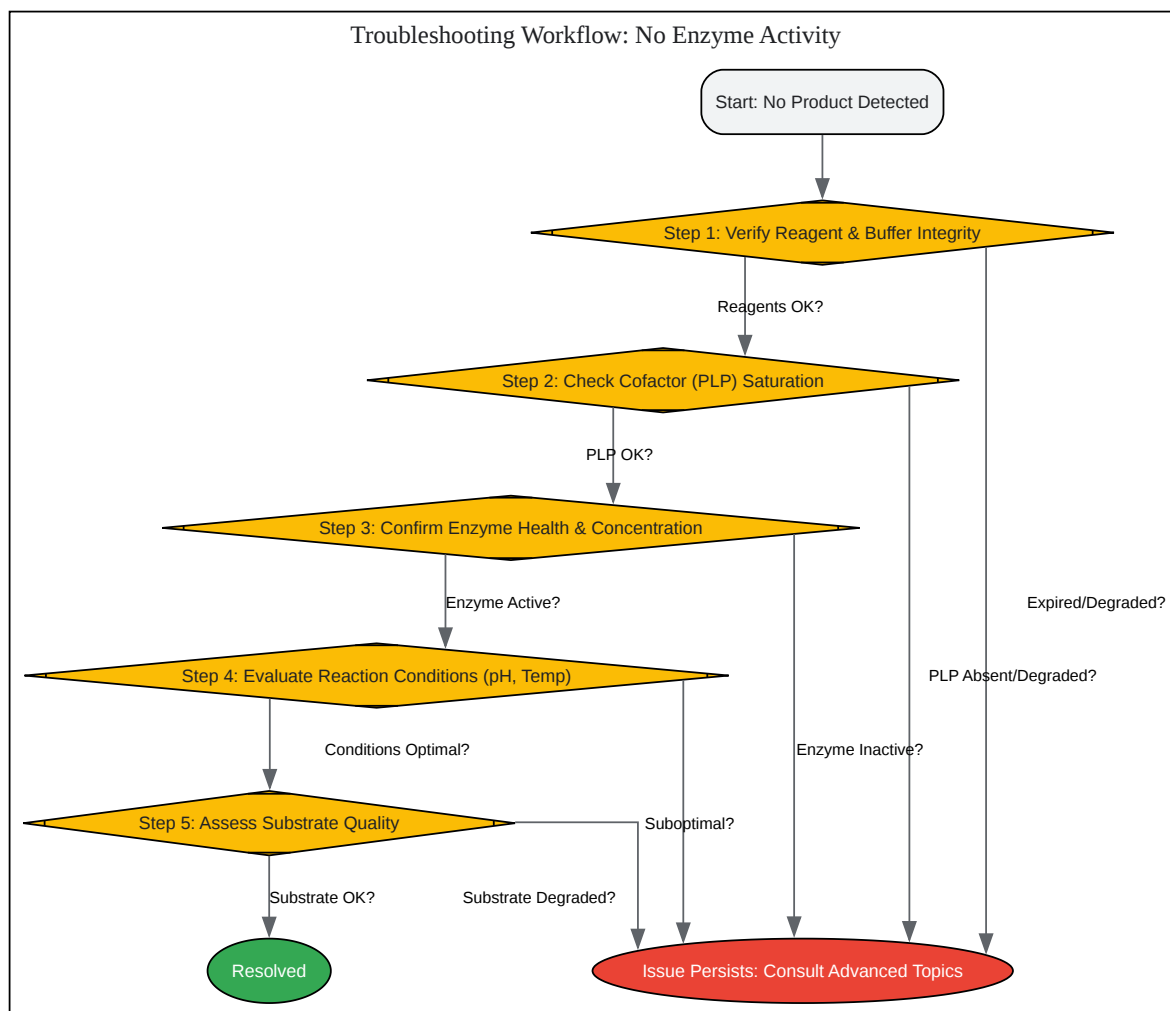 Troubleshooting Workflow: No Enzyme Activity
Start: No Product Detected
Step 1: Verify Reagent & Buffer Integrity
Reagents OK?
Step 2: Check Cofactor (PLP) Saturation
PLP OK?
Step 3: Confirm Enzyme Health & Concentration
Enzyme Active?
Expired/Degraded?
Step 4: Evaluate Reaction Conditions (pH, Temp)
PLP Absent/Degraded?
Conditions Optimal?
Enzyme Inactive?
Step 5: Assess Substrate Quality
Suboptimal?
Substrate OK?
Substrate Degraded?
Resolved
Issue Persists: Consult Advanced Topics